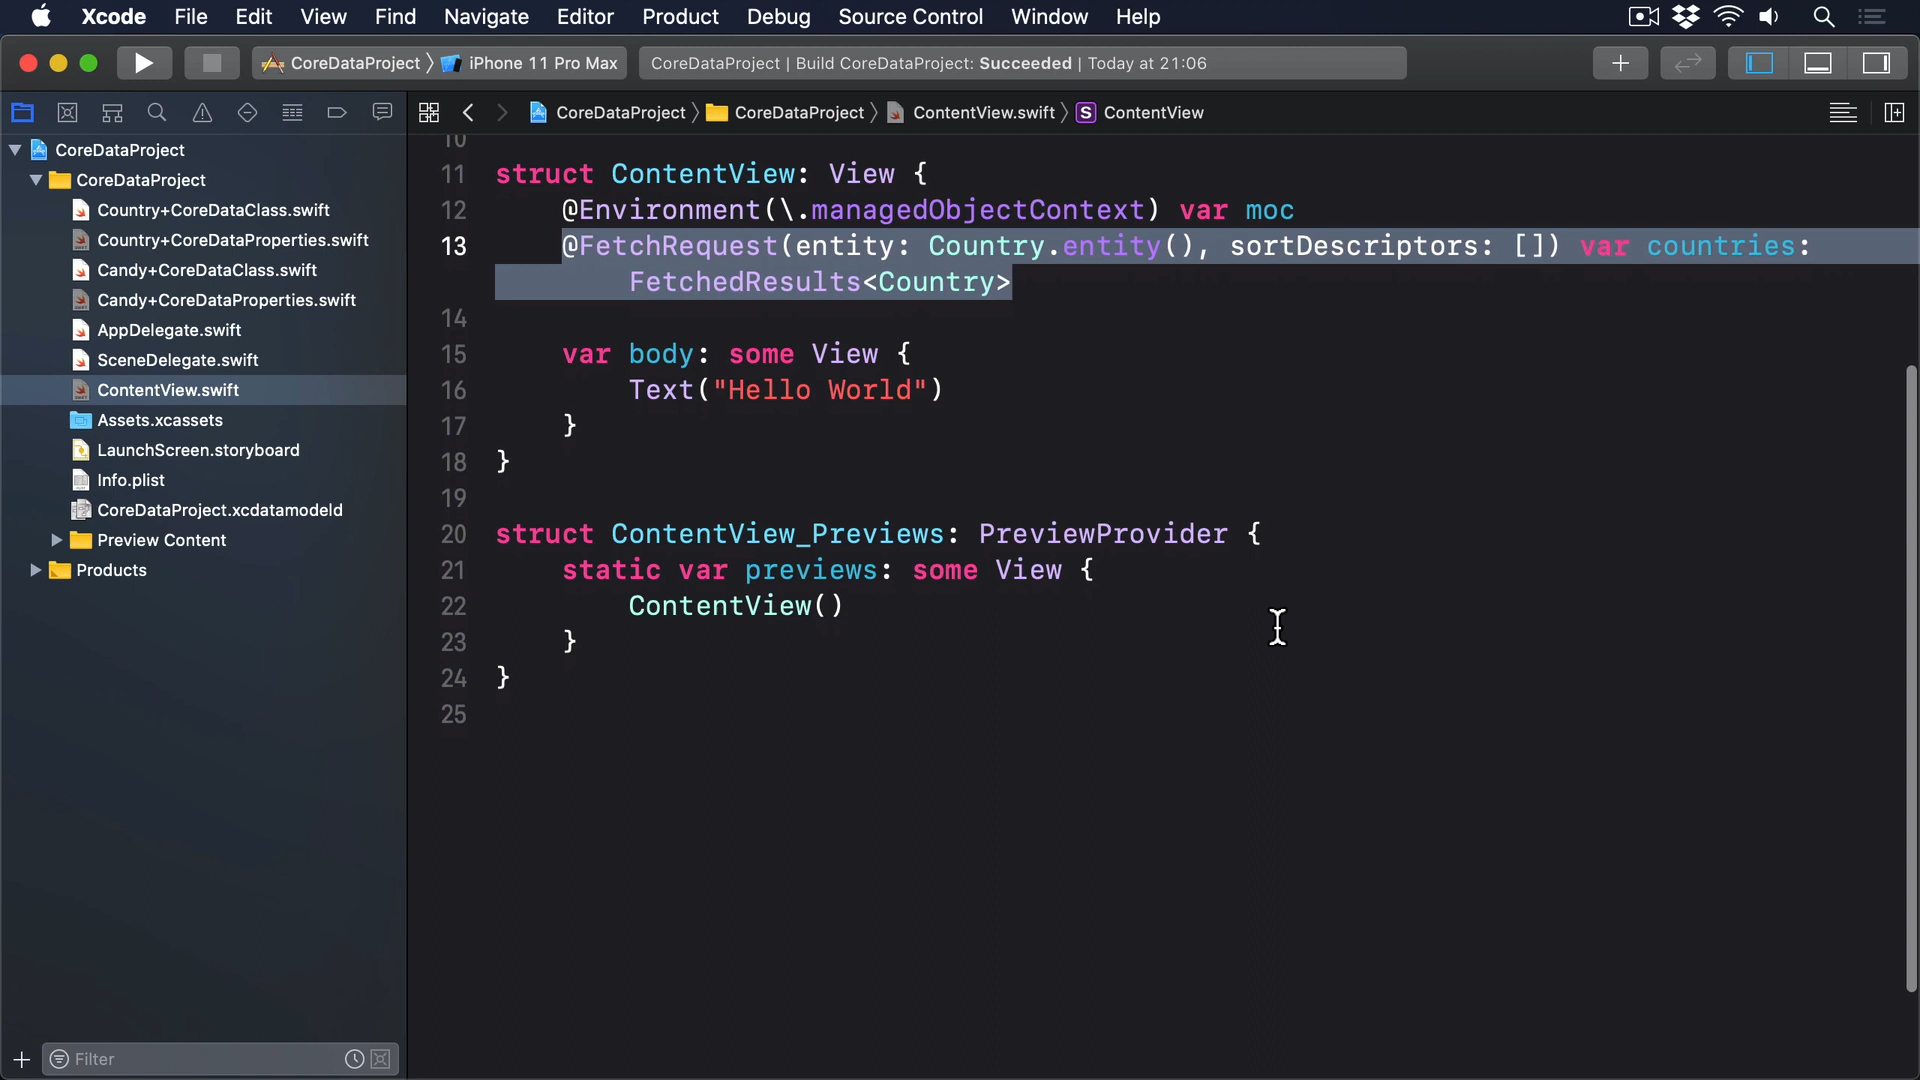 Xcode File Edit View Find Navigate Editor Product Debug Source Control Window Help
CoreDataProject iPhone 11 Pro Max
CoreDataProject | Build CoreDataProject: Succeeded | Today at 21:06
CoreDataProject CoreDataProject ContentView.swift S ContentView
CoreDataProject
CoreDataProject
Country+CoreDataClass.swift
Country+CoreDataProperties.swift
Candy+CoreDataClass.swift
Candy+CoreDataProperties.swift
AppDelegate.swift
SceneDelegate.swift
ContentView.swift
Assets.xcassets
LaunchScreen.storyboard
Info.plist
CoreDataProject.xcdatamodeld
Preview Content
Products
Filter
10
11 struct ContentView: View {
12 @Environment(\.managedObjectContext) var moc
13 @FetchRequest(entity: Country.entity(), sortDescriptors: []) var countries:
FetchedResults<Country>
14
15 var body: some View {
16 Text("Hello World")
17 }
18 }
19
20 struct ContentView_Previews: PreviewProvider {
21 static var previews: some View {
22 ContentView()
23 }
24 }
25